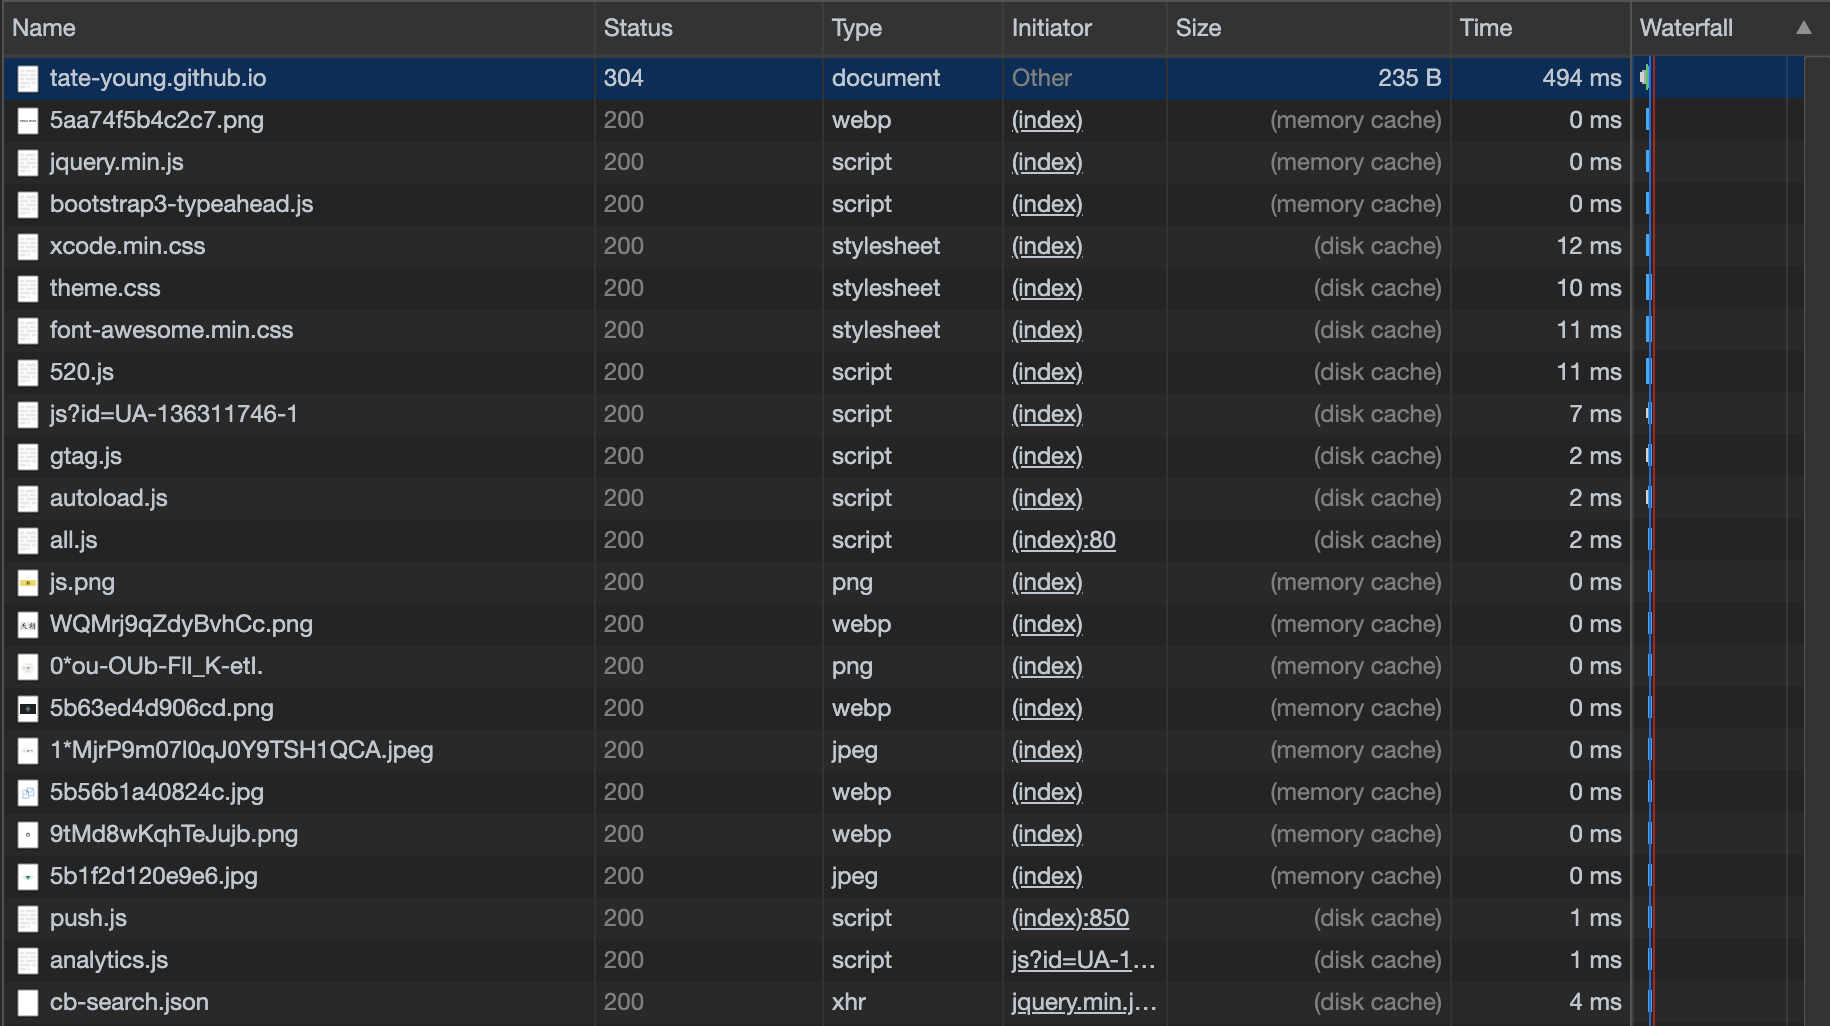 Name Status Type Initiator Size Time Waterfall
tate-young.github.io 304 document Other 235 B 494 ms
5aa74f5b4c2c7.png 200 webp (index) (memory cache) 0 ms
jquery.min.js 200 script (index) (memory cache) 0 ms
bootstrap3-typeahead.js 200 script (index) (memory cache) 0 ms
xcode.min.css 200 stylesheet (index) (disk cache) 12 ms
theme.css 200 stylesheet (index) (disk cache) 10 ms
font-awesome.min.css 200 stylesheet (index) (disk cache) 11 ms
520.js 200 script (index) (disk cache) 11 ms
js?id=UA-136311746-1 200 script (index) (disk cache) 7 ms
gtag.js 200 script (index) (disk cache) 2 ms
autoload.js 200 script (index) (disk cache) 2 ms
all.js 200 script (index):80 (disk cache) 2 ms
js.png 200 png (index) (memory cache) 0 ms
WQMrj9qZdyBvhCc.png 200 webp (index) (memory cache) 0 ms
0*ou-OUb-FlI_K-etI. 200 png (index) (memory cache) 0 ms
5b63ed4d906cd.png 200 webp (index) (memory cache) 0 ms
1*MjrP9m07I0qJ0Y9TSH1QCA.jpeg 200 jpeg (index) (memory cache) 0 ms
5b56b1a40824c.jpg 200 webp (index) (memory cache) 0 ms
9tMd8wKqhTeJujb.png 200 webp (index) (memory cache) 0 ms
5b1f2d120e9e6.jpg 200 jpeg (index) (memory cache) 0 ms
push.js 200 script (index):850 (disk cache) 1 ms
analytics.js 200 script js?id=UA-1... (disk cache) 1 ms
cb-search.json 200 xhr jquery.min.j... (disk cache) 4 ms